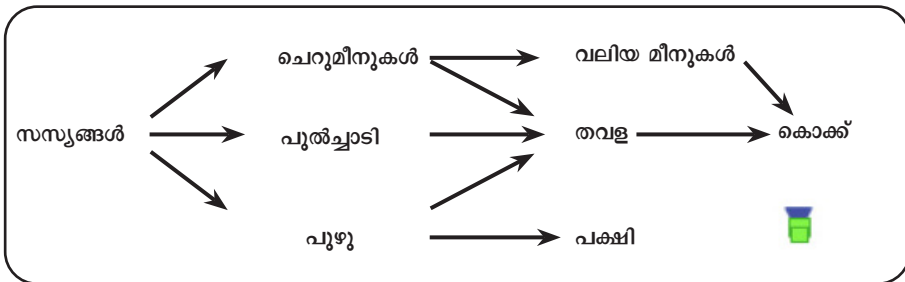 ചെറുമീനുകൾ വലിയ മീനുകൾ
സസ്യങ്ങൾ പുൽച്ചാടി തവള കൊക്ക്
പുഴു പക്ഷി